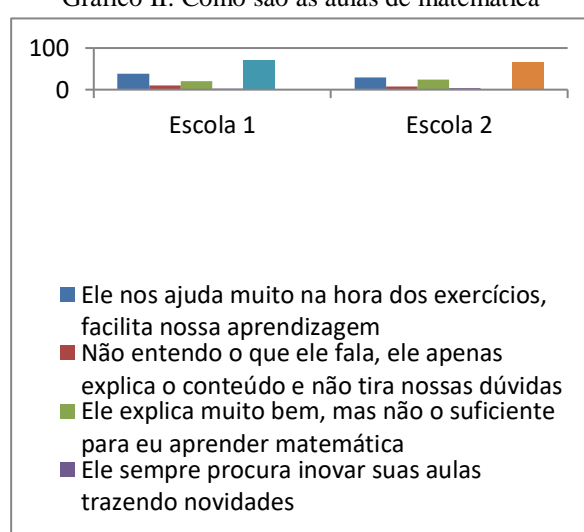 Gráfico II: Como são as aulas de matemática
100
0
Escola 1
Escola 2
Ele nos ajuda muito na hora dos exercícios,
facilita nossa aprendizagem
Não entendo o que ele fala, ele apenas
explica o conteúdo e não tira nossas dúvidas
Ele explica muito bem, mas não o suficiente
para eu aprender matemática
Ele sempre procura inovar suas aulas
trazendo novidades